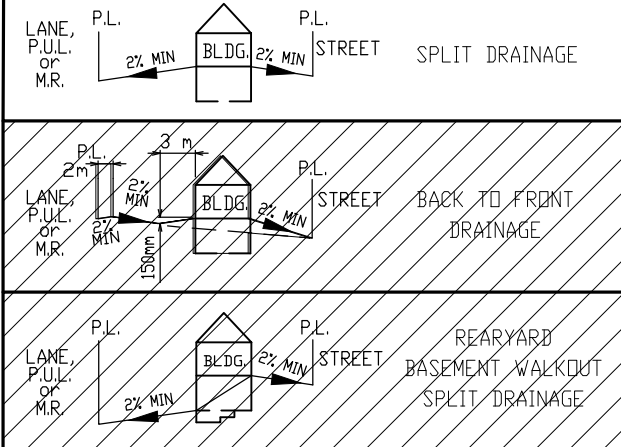 P.L.
P.L.
LANE,
P.U.L.
or
M.R.
2% MIN
BLDG.
2% MIN
STREET
SPLIT DRAINAGE
3 m
P.L.
2m
P.L.
LANE,
P.U.L.
or
M.R.
2%
MIN
2%
MIN
150mm
BLDG.
2% MIN
STREET
BACK TO FRONT
DRAINAGE
P.L.
P.L.
LANE,
P.U.L.
or
M.R.
2% MIN
BLDG.
2% MIN
STREET
REARYARD
BASEMENT WALKOUT
SPLIT DRAINAGE